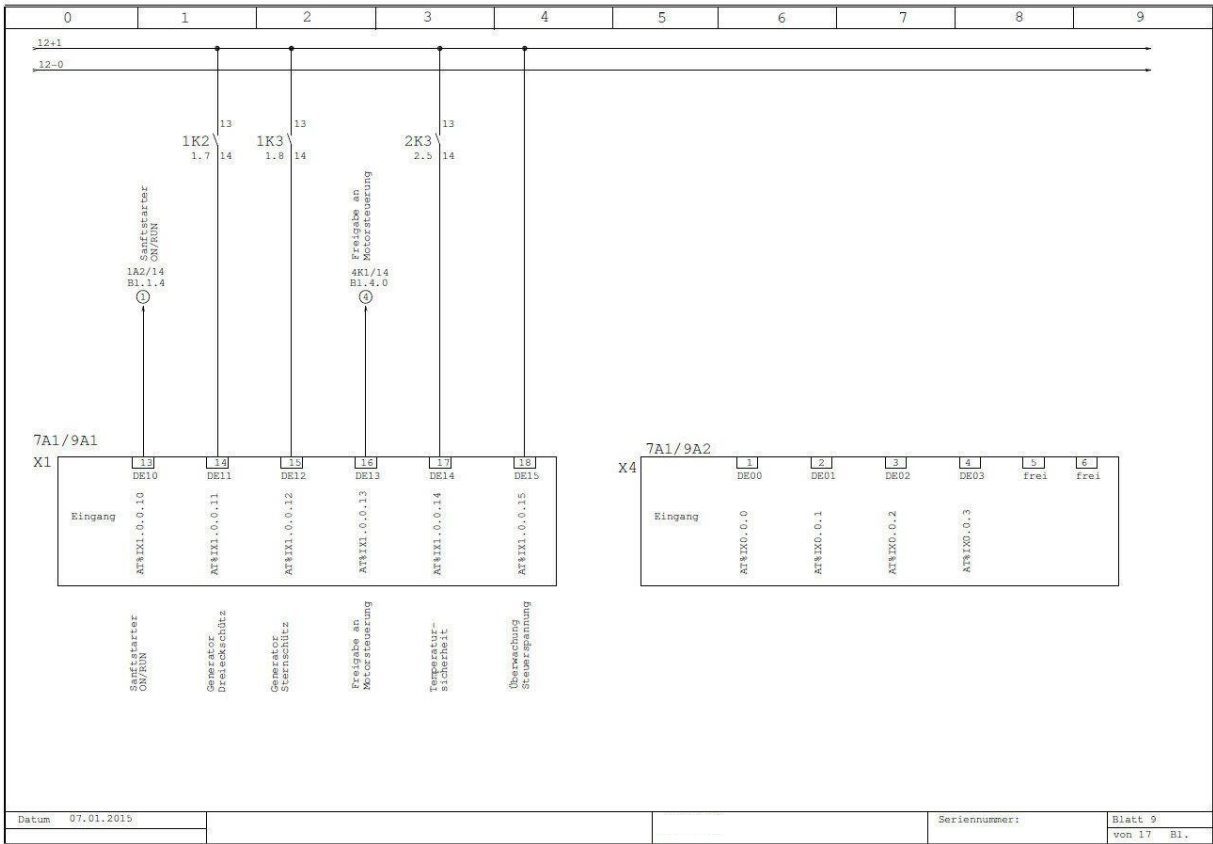 0 1 2 3 4 5 6 7 8 9
12+1
12-0
13 13 13
1K2 1K3 2K3
1.7 14 1.8 14 2.5 14
Sanftstarter
ON/RUN
1A2/14
Bl.1.4
1
Freigabe an
Motorsteuerung
4K1/14
Bl.4.0
4
7A1/9A1
X1
13 14 15 16 17 18
DE10 DE11 DE12 DE13 DE14 DE15
Eingang
AT%IX1.0.0.10
AT%IX1.0.0.11
AT%IX1.0.0.12
AT%IX1.0.0.13
AT%IX1.0.0.14
AT%IX1.0.0.15
Sanftstarter
ON/RUN
Generator
Dreieckschütz
Generator
Sternschütz
Freigabe an
Motorsteuerung
Temperatur-
sicherheit
Überwachung
Steuerspannung
7A1/9A2
X4
1 2 3 4 5 6
DE00 DE01 DE02 DE03 frei frei
Eingang
AT%IX0.0.0
AT%IX0.0.1
AT%IX0.0.2
AT%IX0.0.3
Datum 07.01.2015
Seriennummer:
Blatt 9
von 17 Bl.